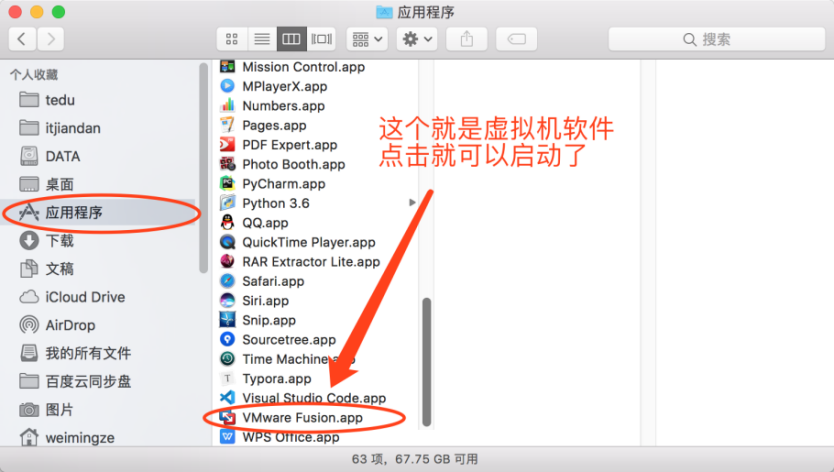 应用程序
搜索
个人收藏
tedu
itjiandan
DATA
桌面
应用程序
下载
文稿
iCloud Drive
AirDrop
我的所有文件
百度云同步盘
图片
weimingze
Mission Control.app
MPlayerX.app
Numbers.app
Pages.app
PDF Expert.app
Photo Booth.app
PyCharm.app
Python 3.6
QQ.app
QuickTime Player.app
RAR Extractor Lite.app
Safari.app
Siri.app
Snip.app
Sourcetree.app
Time Machine.app
Typora.app
Visual Studio Code.app
VMware Fusion.app
WPS Office.app
这个就是虚拟机软件
点击就可以启动了
63 项，67.75 GB 可用